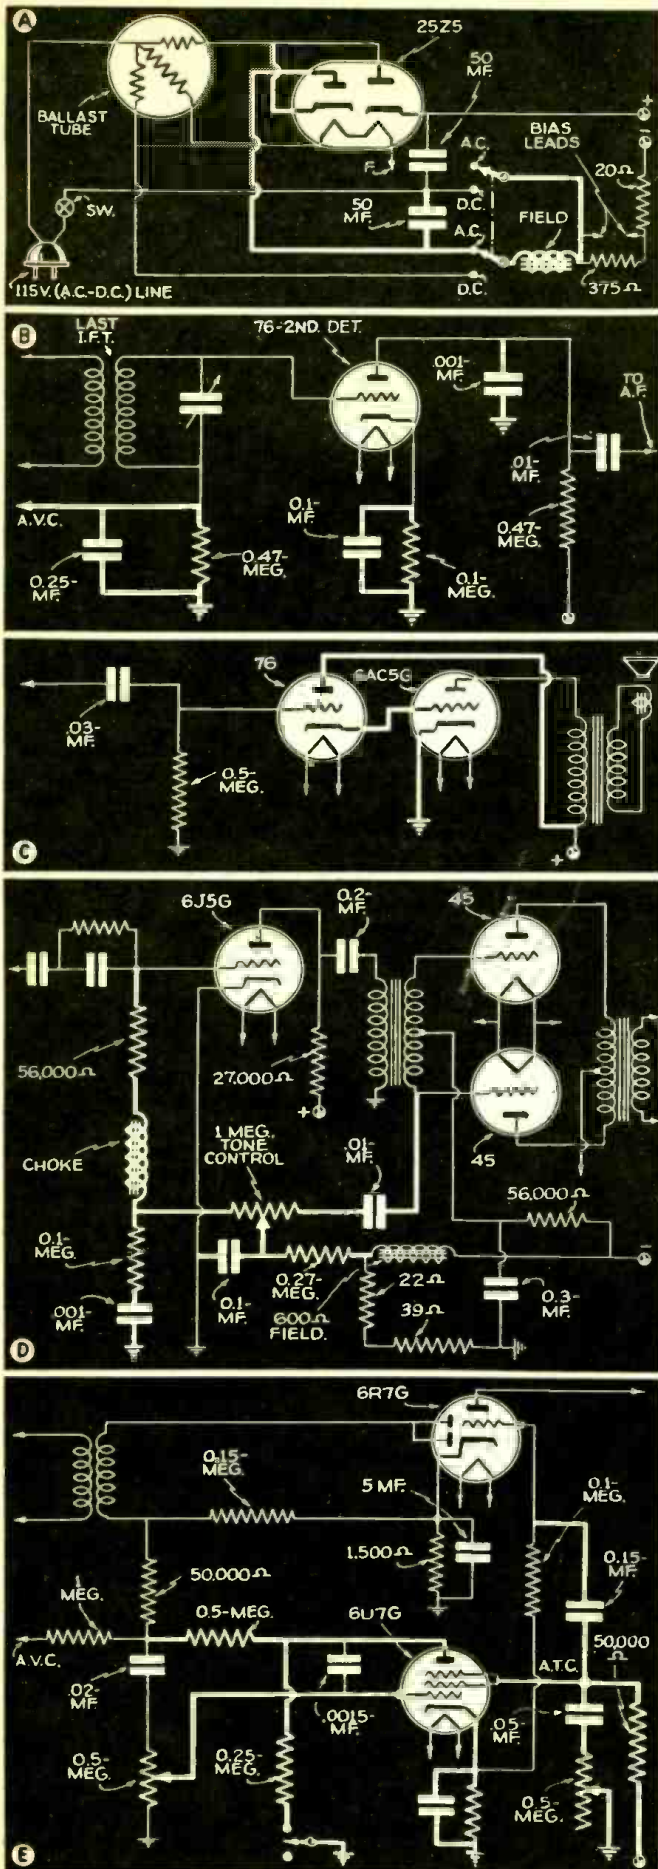 A
25Z5
50
MF.
A.C.
BIAS
LEADS
+
-
BALLAST
TUBE
F
20Ω
SW.
50
MF.
D.C.
A.C.
FIELD
D.C.
375Ω
115V. (A.C.-D.C.) LINE
B
LAST
I.F.T.
76-2ND. DET.
.001-
MF.
TO
A.F.
.01-
MF.
A.V.C.
0.1-
MF.
0.47-
MEG.
0.25-
MF.
0.47-
MEG.
0.1-
MEG.
76
6AC5G
.03-
MF.
0.5-
MEG.
C
+
6J5G
0.2-
MF.
45
56,000Ω
27,000Ω
+
1 MEG.
TONE
CONTROL
CHOKE
.01-
MF.
45
56,000Ω
0.1-
MEG.
-
.001-
MF.
0.1-
MF.
0.27-
MEG.
600Ω
FIELD.
22Ω
39Ω
0.3-
MF.
D
6R7G
0.15-
MEG.
5 MF.
0.1-
MEG.
1,500Ω
0.15-
MF.
50,000Ω
MEG.
0.5-MEG.
6U7G
50,000
Ω
A.V.C.
A.T.C.
.02-
MF.
.0015-
MF.
.05-
MF.
0.5-
MEG.
0.25-
MEG.
0.5-
MEG.
E